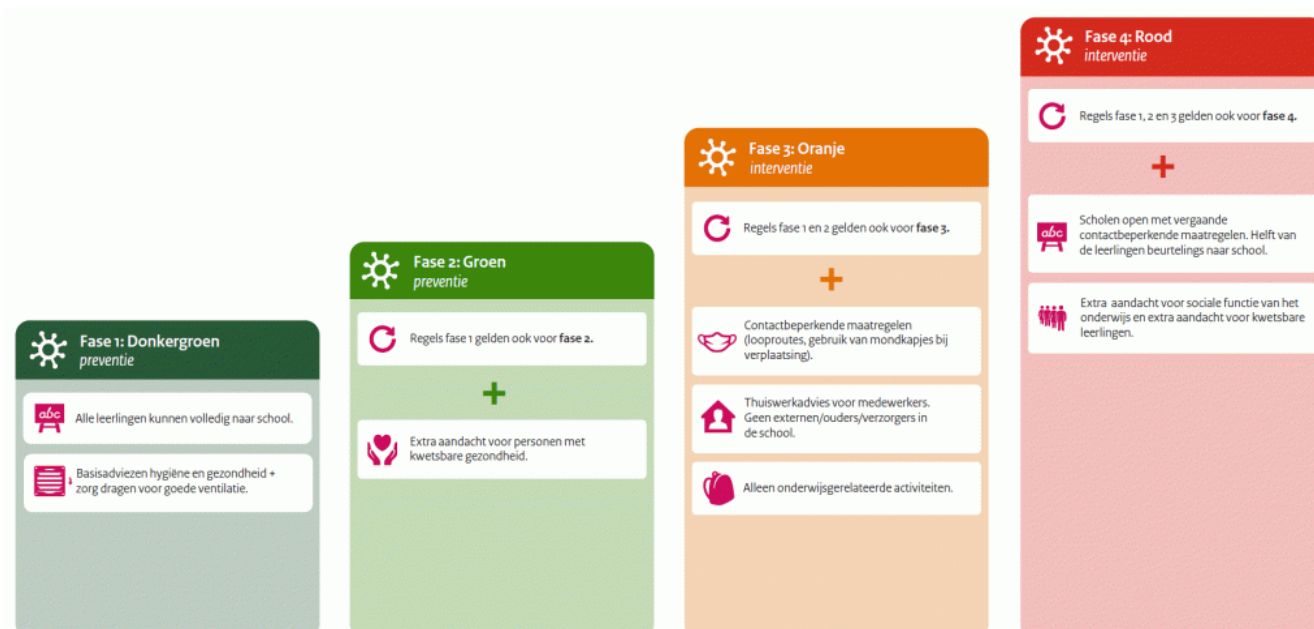 Fase 1: Donkergroen
preventie
abc
Alle leerlingen kunnen volledig naar school.
Basisadviezen hygiëne en gezondheid +
zorg dragen voor goede ventilatie.
Fase 2: Groen
preventie
Regels fase 1 gelden ook voor fase 2.
+
Extra aandacht voor personen met
kwetsbare gezondheid.
Fase 3: Oranje
interventie
Regels fase 1 en 2 gelden ook voor fase 3.
+
Contactbeperkende maatregelen
(looproutes, gebruik van mondkapjes bij
verplaatsing).
Thuiswerkadvies voor medewerkers.
Geen externen/ouders/verzorgers in
de school.
Alleen onderwijsgerelateerde activiteiten.
Fase 4: Rood
interventie
Regels fase 1, 2 en 3 gelden ook voor fase 4.
+
abc
Scholen open met vergaande
contactbeperkende maatregelen. Helft van
de leerlingen beurtelings naar school.
Extra aandacht voor sociale functie van het
onderwijs en extra aandacht voor kwetsbare
leerlingen.